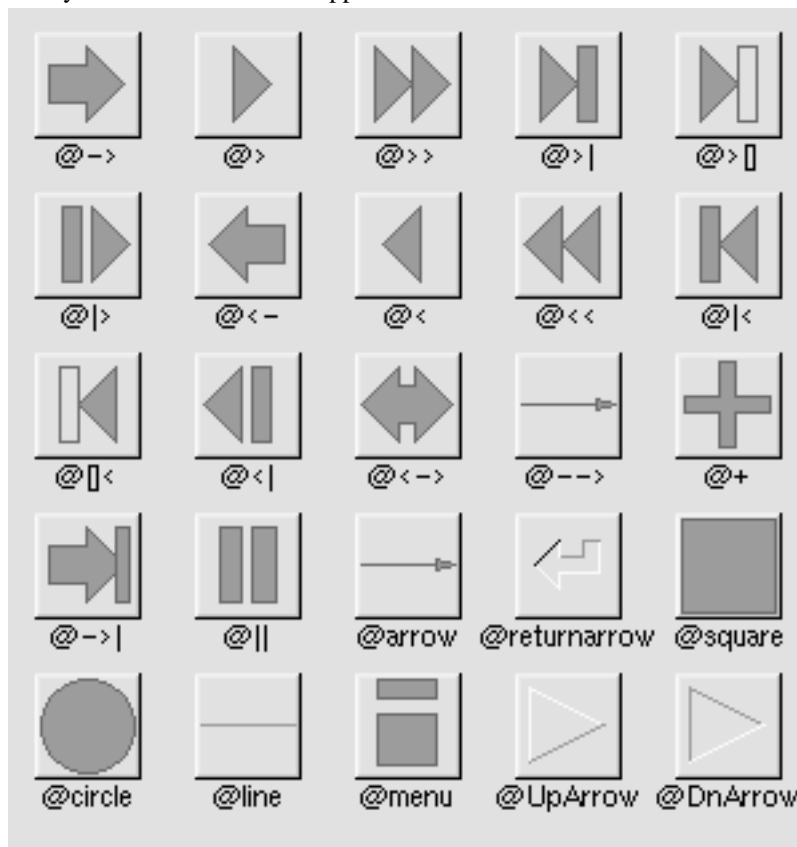 @-> @> @>> @>| @>[]
@|> @<- @< @<< @|<
@[]< @<| @<-> @--> @+
@->| @|| @arrow @returnarrow @square
@circle @line @menu @UpArrow @DnArrow